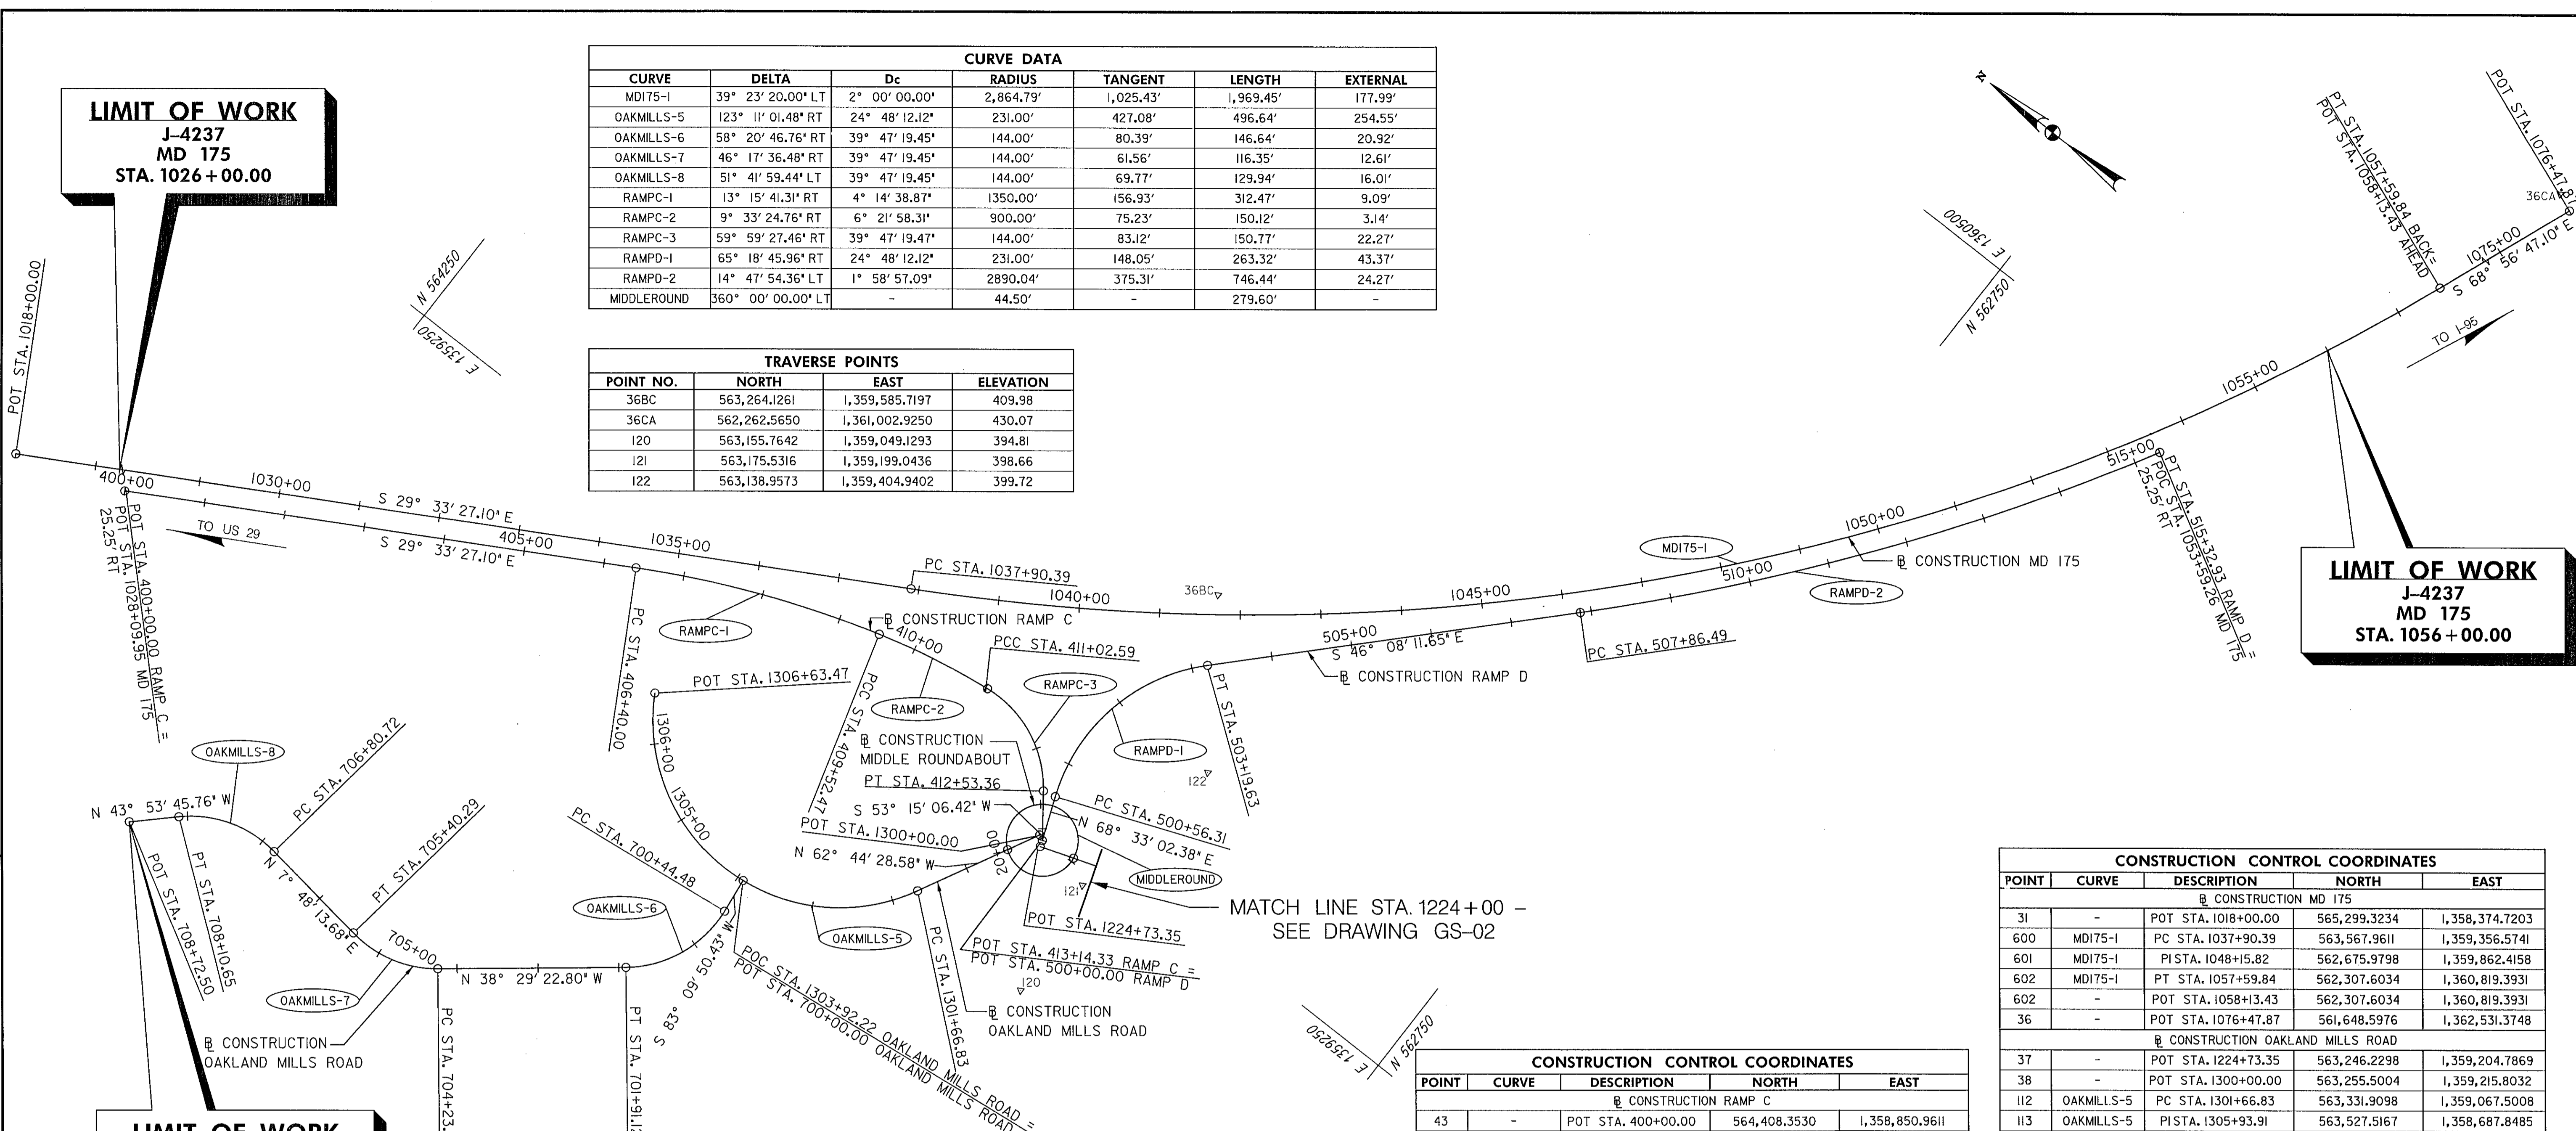 LIMIT OF WORK
J-4237
MD 175
STA. 1026+00.00
CURVE DATA
CURVE DELTA Dc RADIUS TANGENT LENGTH EXTERNAL
MD175-1 39° 23' 20.00" LT 2° 00' 00.00" 2,864.79' 1,025.43' 1,969.45' 177.99'
OAKMILLS-5 123° 11' 01.48" RT 24° 48' 12.12" 231.00' 427.08' 496.64' 254.55'
OAKMILLS-6 58° 20' 46.76" RT 39° 47' 19.45" 144.00' 80.39' 146.64' 20.92'
OAKMILLS-7 46° 17' 36.48" RT 39° 47' 19.45" 144.00' 61.56' 116.35' 12.61'
OAKMILLS-8 51° 41' 59.44" LT 39° 47' 19.45" 144.00' 69.77' 129.94' 16.01'
RAMPC-1 13° 15' 41.31" RT 4° 14' 38.87" 1350.00' 156.93' 312.47' 9.09'
RAMPC-2 9° 33' 24.76" RT 6° 21' 58.31" 900.00' 75.23' 150.12' 3.14'
RAMPC-3 59° 59' 27.46" RT 39° 47' 19.47" 144.00' 83.12' 150.77' 22.27'
RAMPD-1 65° 18' 45.96" RT 24° 48' 12.12" 231.00' 148.05' 263.32' 43.37'
RAMPD-2 14° 47' 54.36" LT 1° 58' 57.09" 2890.04' 375.31' 746.44' 24.27'
MIDDLEROUND 360° 00' 00.00" LT - 44.50' - 279.60' -
TRAVERSE POINTS
POINT NO. NORTH EAST ELEVATION
36BC 563,264.1261 1,359,585.7197 409.98
36CA 562,262.5650 1,361,002.9250 430.07
120 563,155.7642 1,359,049.1293 394.81
121 563,175.5316 1,359,199.0436 398.66
122 563,138.9573 1,359,404.9402 399.72
N
N 564250
E 1359250
E 1360500
N 562750
PT STA. 1057+59.84 BACK=
POT STA. 1058+13.43 AHEAD
POT STA. 1076+47.87
36CA
1075+00
S 68° 56' 47.10" E
TO I-95
1055+00
POT STA. 1018+00.00
400+00
1030+00
S 29° 33' 27.10" E
405+00
1035+00
TO US 29
S 29° 33' 27.10" E
POT STA. 400+00.00 RAMP C =
POT STA. 1028+09.95 MD 175
25.25' RT
PC STA. 1037+90.39
1040+00
36BC
1045+00
MD175-1
1050+00
℄ CONSTRUCTION MD 175
510+00
RAMPD-2
515+00
PT STA. 515+32.93 RAMP D =
POC STA. 1053+59.26 MD 175
25.25' RT
LIMIT OF WORK
J-4237
MD 175
STA. 1056+00.00
RAMPC-1
℄ CONSTRUCTION RAMP C
410+00
PCC STA. 411+02.59
505+00
S 46° 08' 11.65" E
PC STA. 507+86.49
℄ CONSTRUCTION RAMP D
PC STA. 406+40.00
POT STA. 1306+63.47
PCC STA. 409+52.47
RAMPC-2
RAMPC-3
RAMPD-1
PT STA. 503+19.63
122
1306+00
℄ CONSTRUCTION
MIDDLE ROUNDABOUT
PT STA. 412+53.36
S 53° 15' 06.42" W
PC STA. 500+56.31
N 68° 33' 02.38" E
POT STA. 1300+00.00
N 62° 44' 28.58" W
20+00
MIDDLEROUND
121
OAKMILLS-8
PC STA. 706+80.72
N 43° 53' 45.76" W
PT STA. 705+40.29
1305+00
PC STA. 700+44.48
POT STA. 708+72.50
PT STA. 708+10.65
N 7° 48' 13.68" E
705+00
OAKMILLS-6
OAKMILLS-5
OAKMILLS-7
N 38° 29' 22.80" W
S 83° 09' 50.43" W
MATCH LINE STA. 1224+00 -
SEE DRAWING GS-02
POT STA. 1224+73.35
POT STA. 413+14.33 RAMP C =
POT STA. 500+00.00 RAMP D
120
PC STA. 1301+66.83
℄ CONSTRUCTION
OAKLAND MILLS ROAD
℄ CONSTRUCTION
OAKLAND MILLS ROAD
PC STA. 704+23.
PT STA. 701+91.12
POC STA. 1303+92.22 OAKLAND MILLS ROAD =
POT STA. 700+00.00 OAKLAND MILLS ROAD
E 1359250
N 562750
LIMIT OF WORK
CONSTRUCTION CONTROL COORDINATES
POINT CURVE DESCRIPTION NORTH EAST
℄ CONSTRUCTION RAMP C
43 - POT STA. 400+00.00 564,408.3530 1,358,850.9611
CONSTRUCTION CONTROL COORDINATES
POINT CURVE DESCRIPTION NORTH EAST
℄ CONSTRUCTION MD 175
31 - POT STA. 1018+00.00 565,299.3234 1,358,374.7203
600 MD175-1 PC STA. 1037+90.39 563,567.9611 1,359,356.5741
601 MD175-1 PI STA. 1048+15.82 562,675.9798 1,359,862.4158
602 MD175-1 PT STA. 1057+59.84 562,307.6034 1,360,819.3931
602 - POT STA. 1058+13.43 562,307.6034 1,360,819.3931
36 - POT STA. 1076+47.87 561,648.5976 1,362,531.3748
℄ CONSTRUCTION OAKLAND MILLS ROAD
37 - POT STA. 1224+73.35 563,246.2298 1,359,204.7869
38 - POT STA. 1300+00.00 563,255.5004 1,359,215.8032
112 OAKMILLS-5 PC STA. 1301+66.83 563,331.9098 1,359,067.5008
113 OAKMILLS-5 PI STA. 1305+93.91 563,527.5167 1,358,687.8485